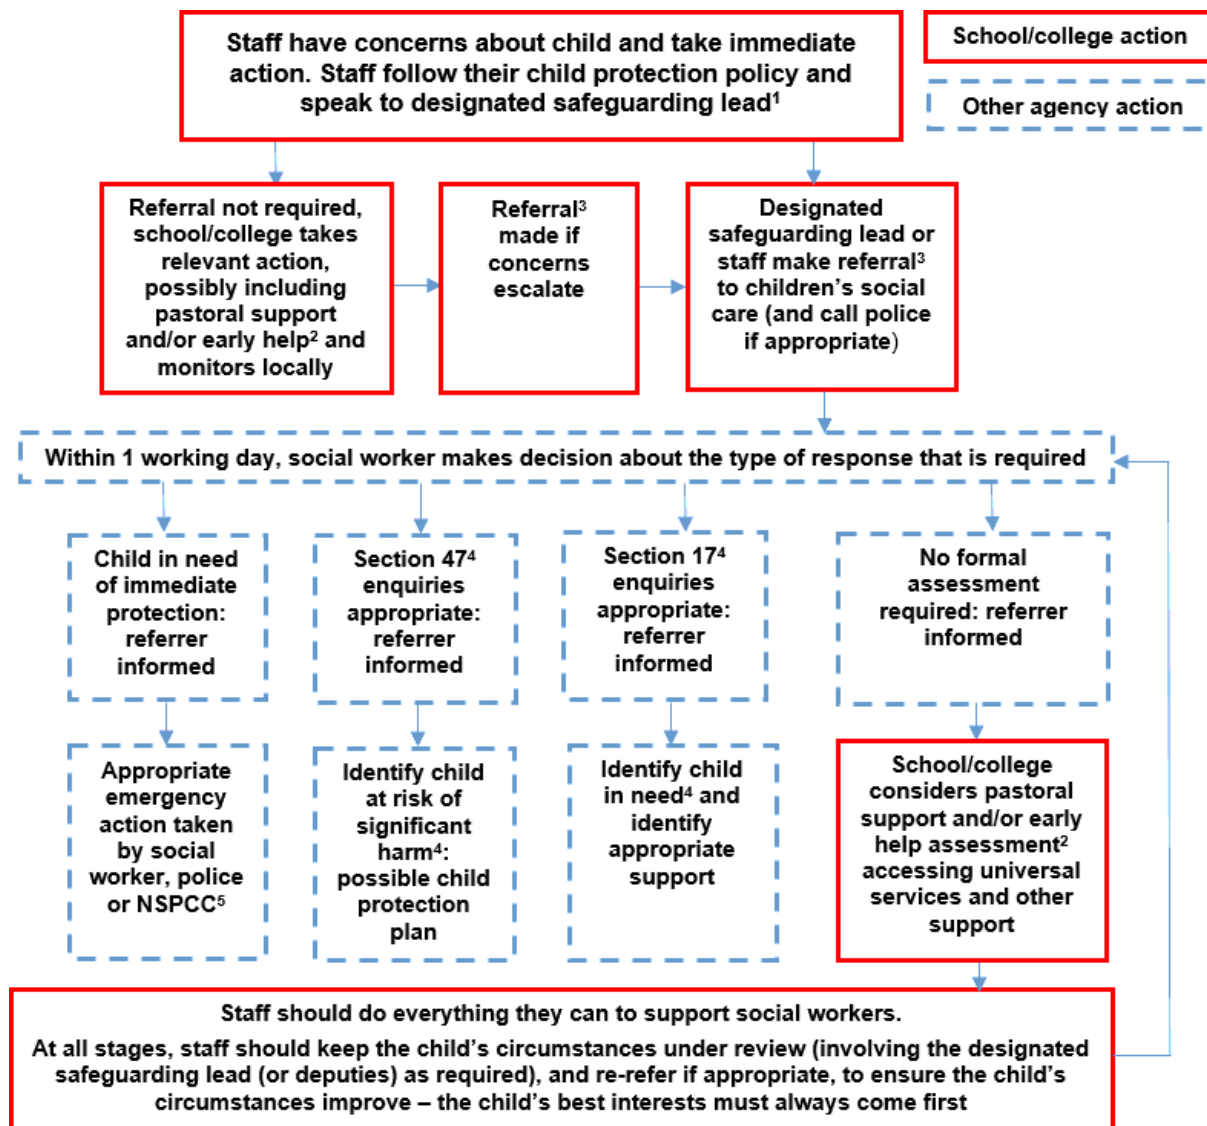 Staff have concerns about child and take immediate
action. Staff follow their child protection policy and
speak to designated safeguarding lead¹
School/college action
Other agency action
Referral not required,
school/college takes
relevant action,
possibly including
pastoral support
and/or early help² and
monitors locally
Referral³
made if
concerns
escalate
Designated
safeguarding lead or
staff make referral³
to children’s social
care (and call police
if appropriate)
Within 1 working day, social worker makes decision about the type of response that is required
Child in need
of immediate
protection:
referrer
informed
Section 47⁴
enquiries
appropriate:
referrer
informed
Section 17⁴
enquiries
appropriate:
referrer
informed
No formal
assessment
required: referrer
informed
Appropriate
emergency
action taken
by social
worker, police
or NSPCC⁵
Identify child
at risk of
significant
harm⁴:
possible child
protection
plan
Identify child
in need⁴ and
identify
appropriate
support
School/college
considers pastoral
support and/or early
help assessment²
accessing universal
services and other
support
Staff should do everything they can to support social workers.
At all stages, staff should keep the child’s circumstances under review (involving the designated
safeguarding lead (or deputies) as required), and re-refer if appropriate, to ensure the child’s
circumstances improve – the child’s best interests must always come first